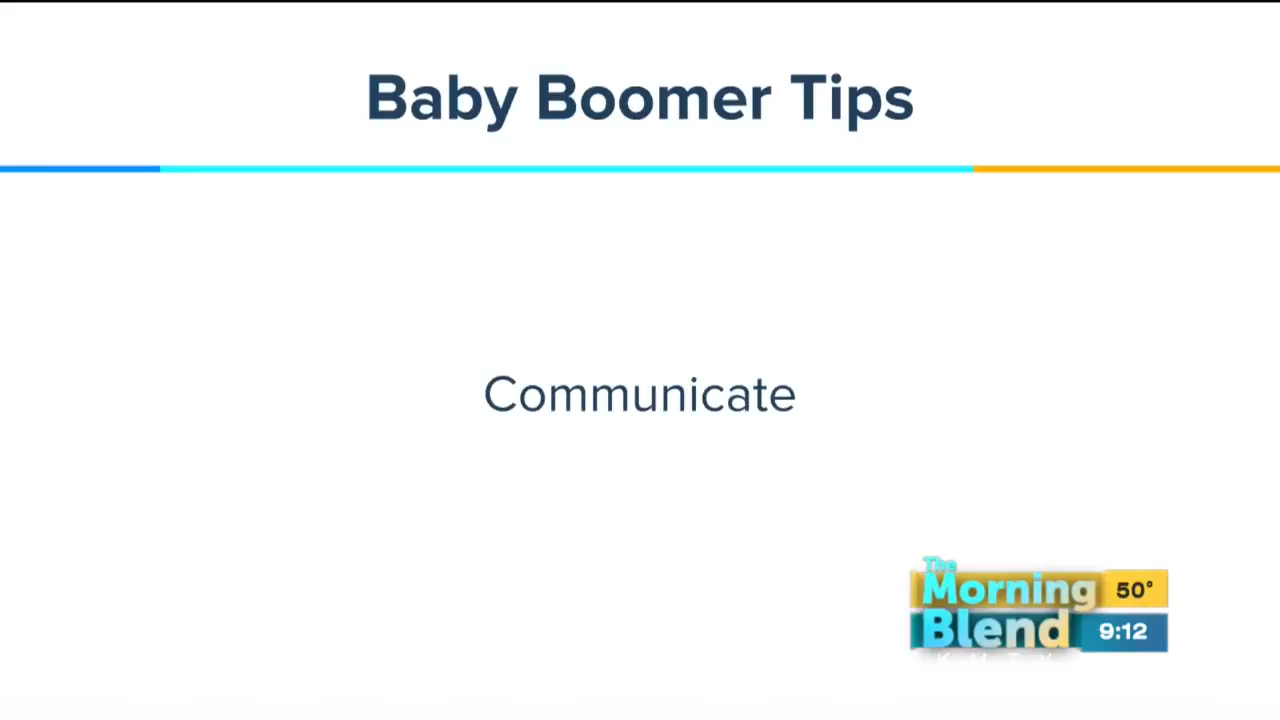 Baby Boomer Tips
Communicate
The
Morning
50°
Blend
9:12